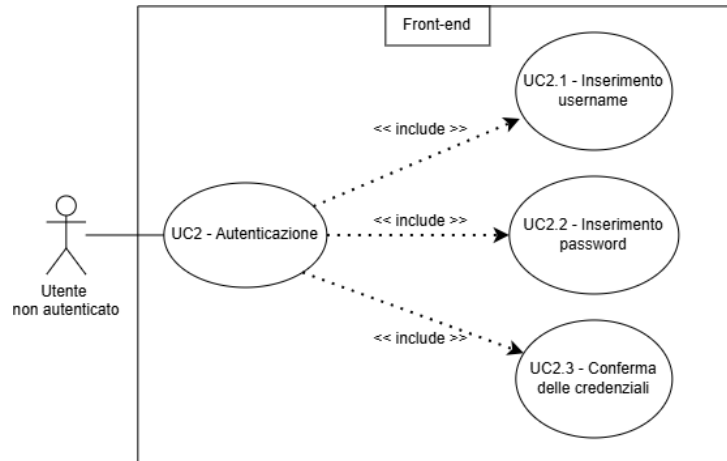 Front-end
UC2.1 - Inserimento
username
<< include >>
UC2 - Autenticazione
<< include >>
UC2.2 - Inserimento
password
Utente
non autenticato
<< include >>
UC2.3 - Conferma
delle credenziali